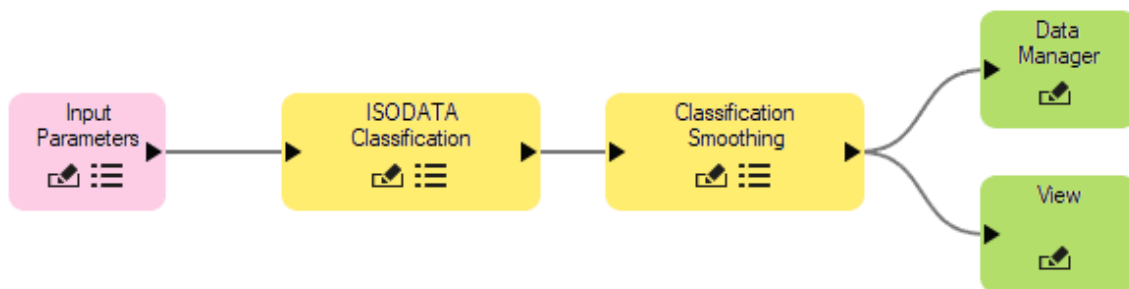 Input
Parameters
ISODATA
Classification
Classification
Smoothing
Data
Manager
View